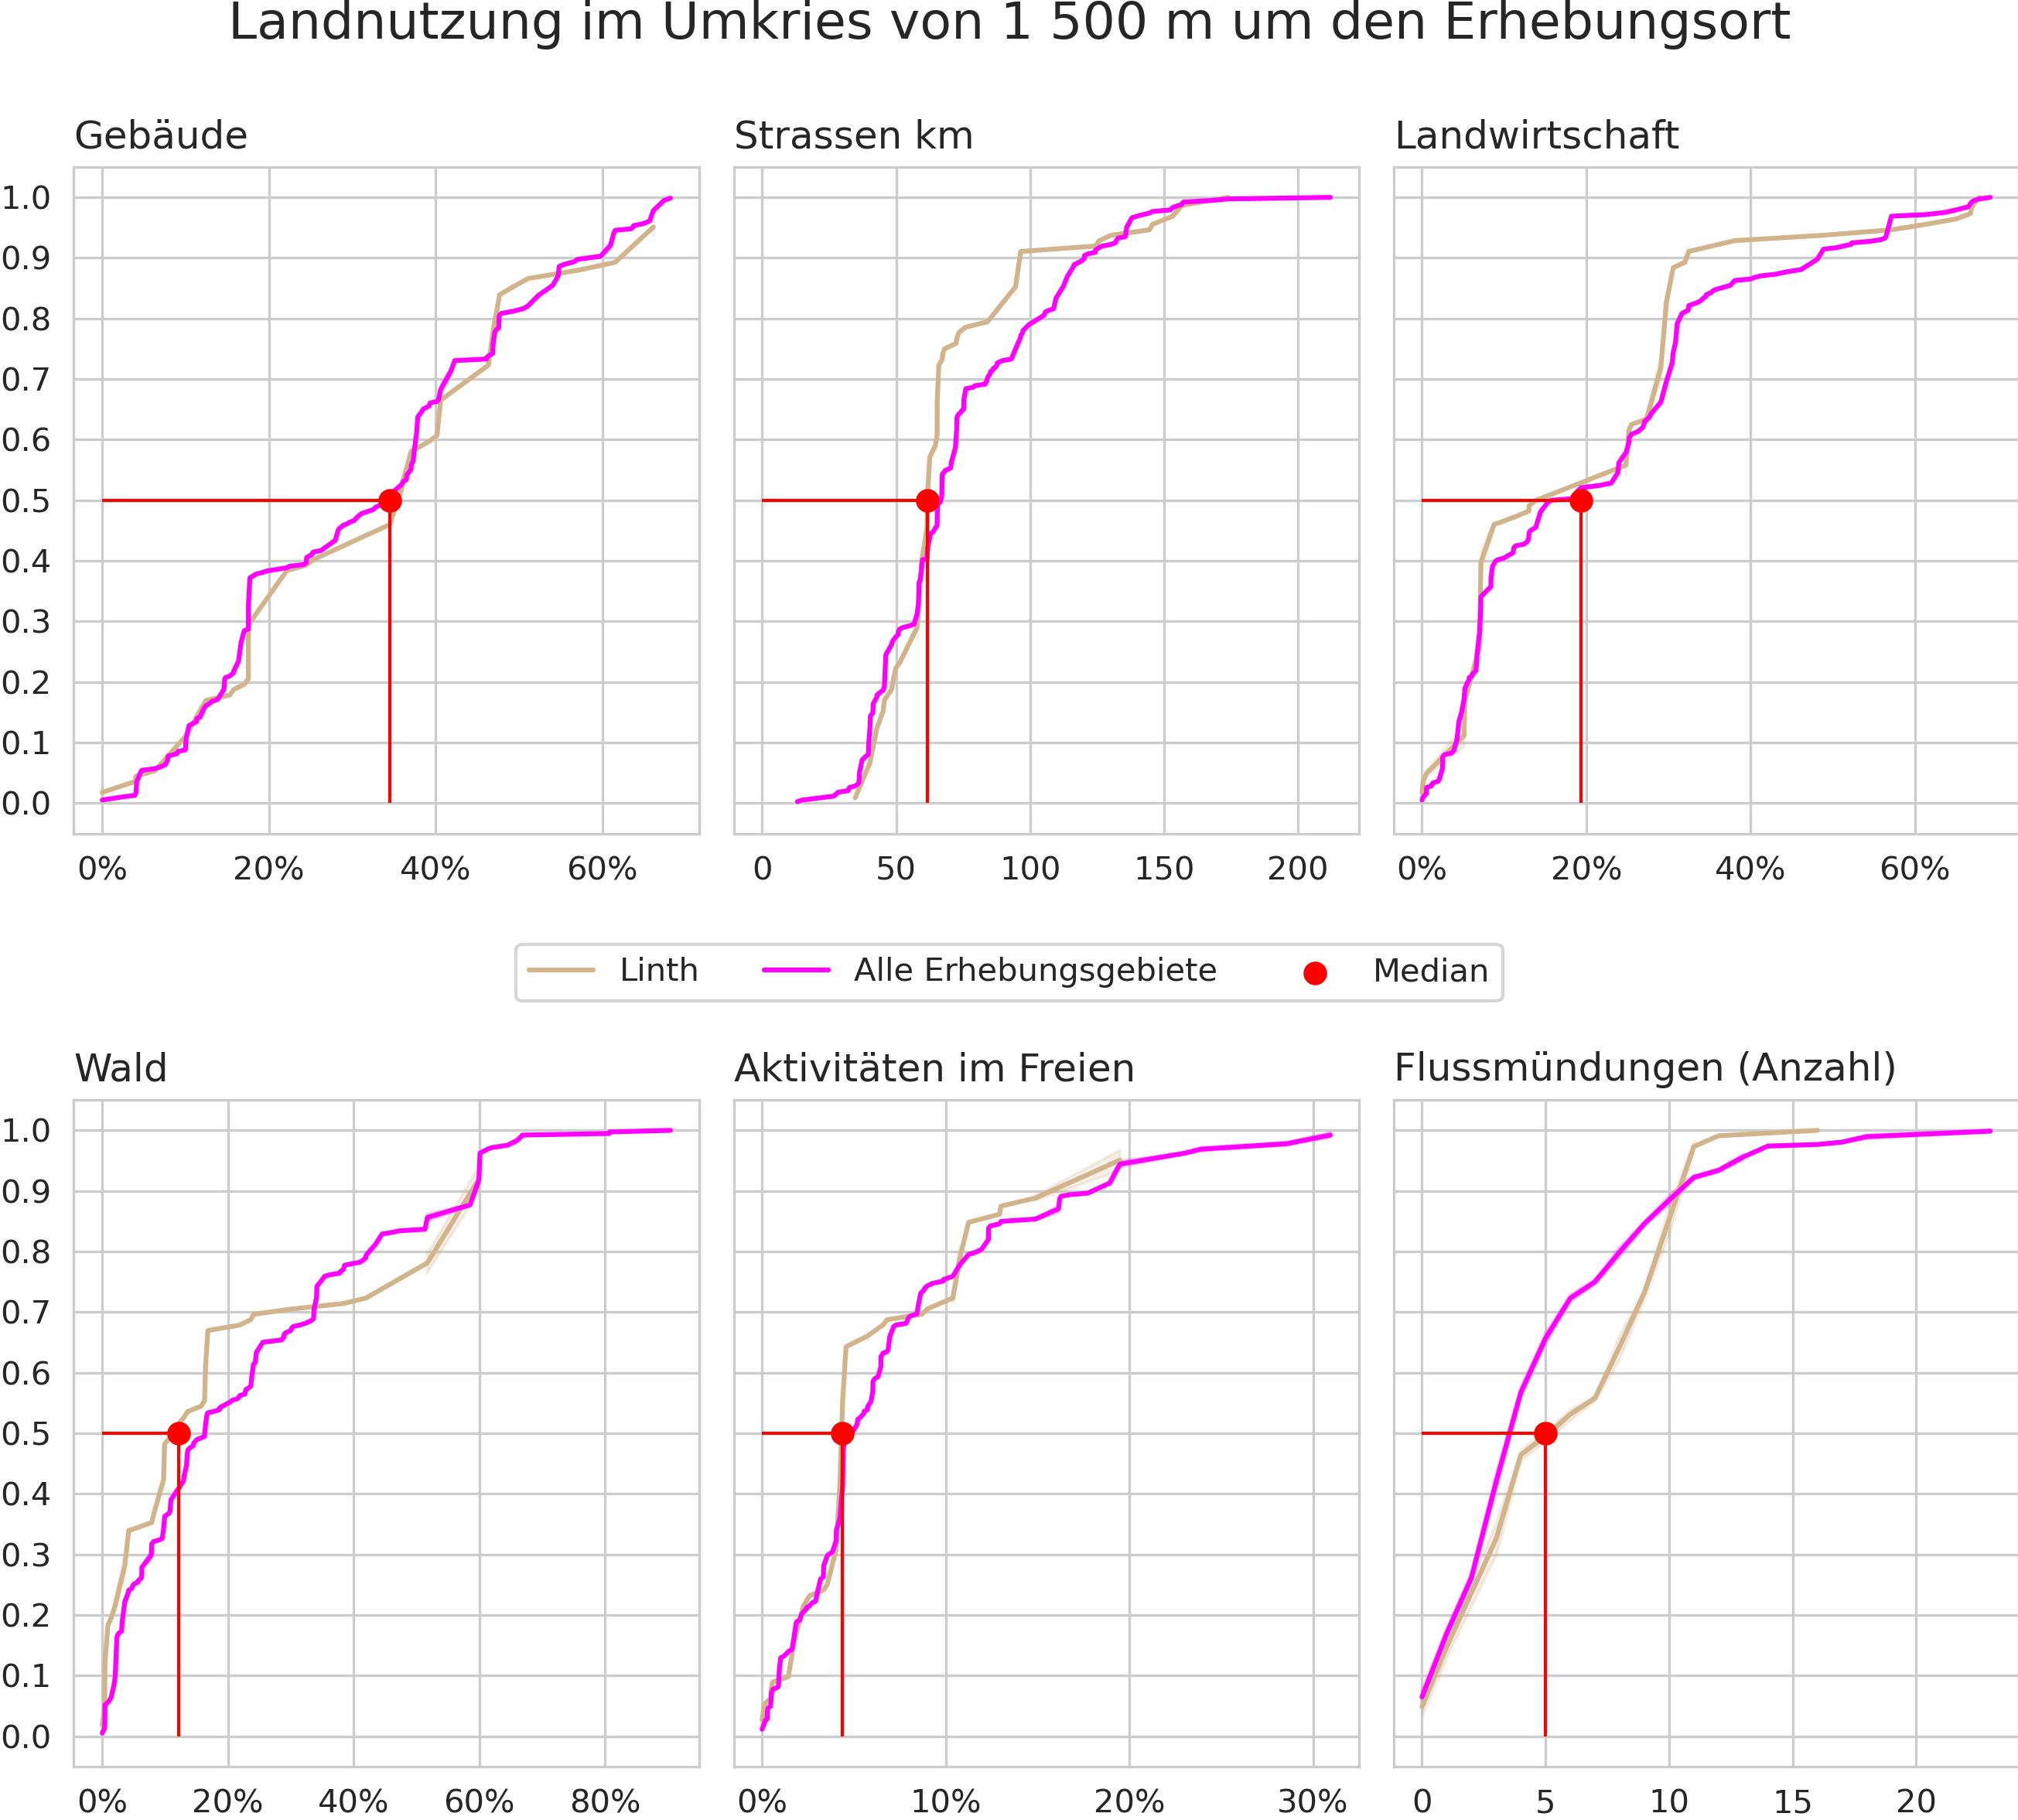 Landnutzung im Umkries von 1 500 m um den Erhebungsort
Gebäude
Strassen km
Landwirtschaft
1.0
0.9
0.8
0.7
0.6
0.5
0.4
0.3
0.2
0.1
0.0
0% 20% 40% 60%
0 50 100 150 200
0% 20% 40% 60%
Linth Alle Erhebungsgebiete Median
Wald
Aktivitäten im Freien
Flussmündungen (Anzahl)
1.0
0.9
0.8
0.7
0.6
0.5
0.4
0.3
0.2
0.1
0.0
0% 20% 40% 60% 80%
0% 10% 20% 30%
0 5 10 15 20